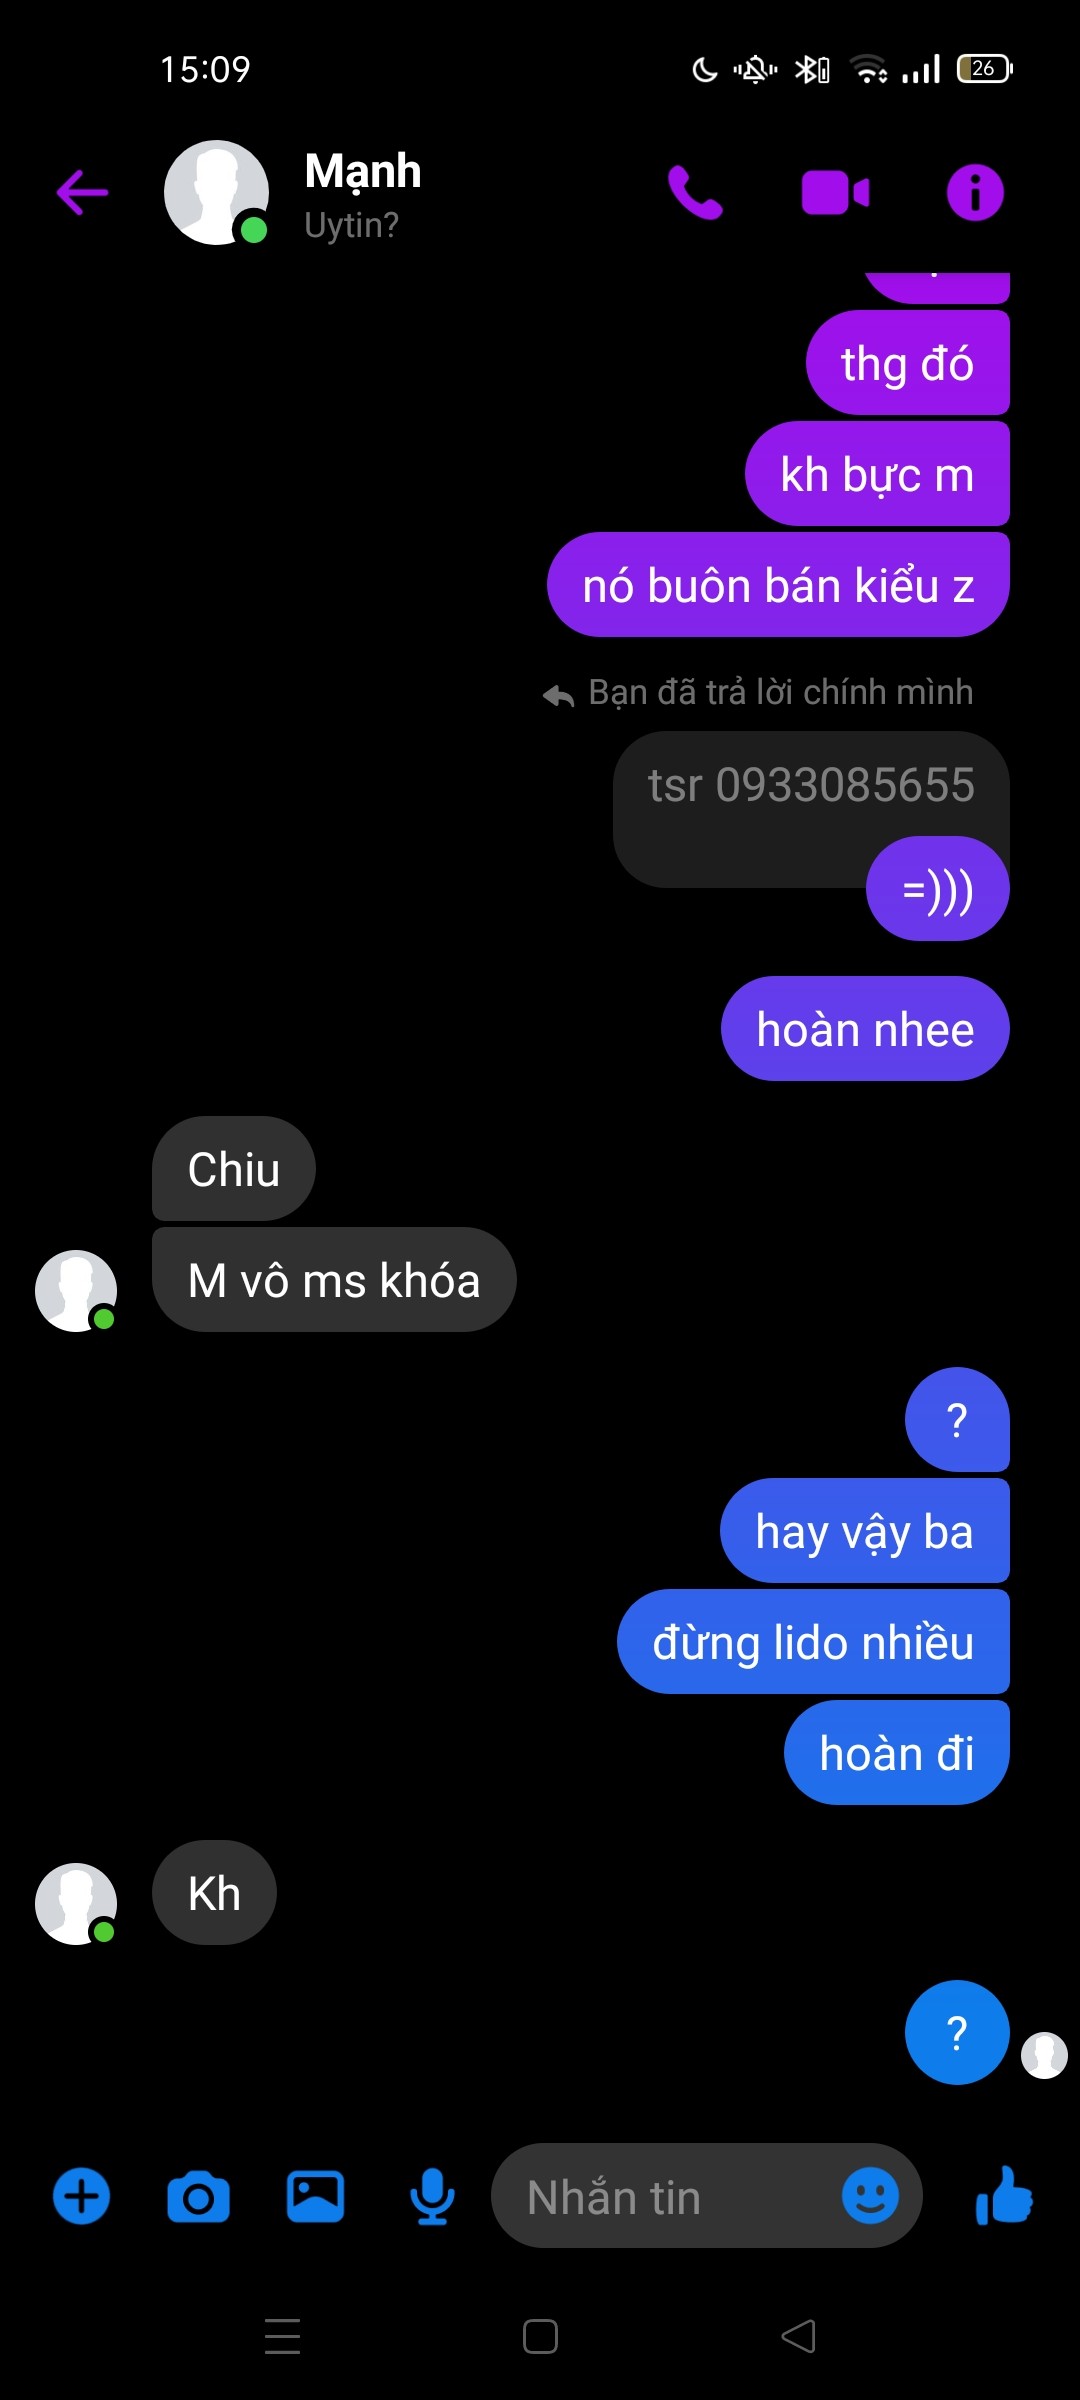 15:09
26
Mạnh
Uytin?
thg đó
kh bực m
nó buôn bán kiểu z
Bạn đã trả lời chính mình
tsr 0933085655
=)))
hoàn nhee
Chiu
M vô ms khóa
?
hay vậy ba
đừng lido nhiều
hoàn đi
Kh
?
Nhắn tin